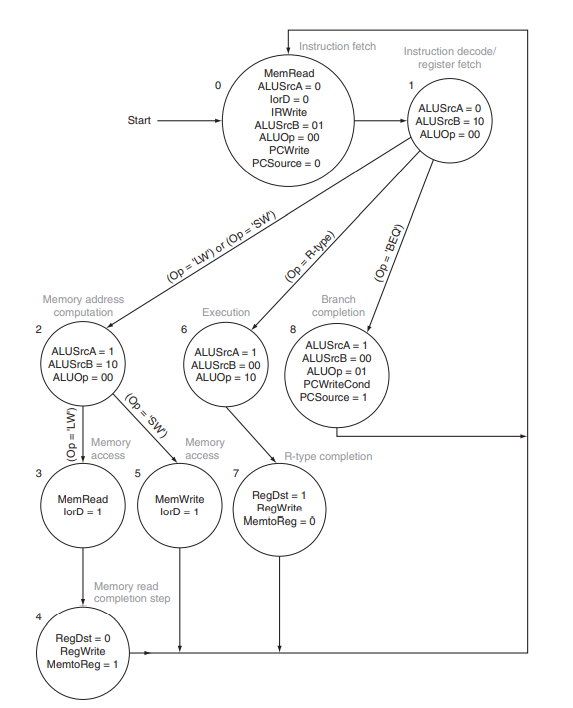 Instruction fetch
0
MemRead
ALUSrcA = 0
IorD = 0
IRWrite
ALUSrcB = 01
ALUOp = 00
PCWrite
PCSource = 0
Start
Instruction decode/
register fetch
1
ALUSrcA = 0
ALUSrcB = 10
ALUOp = 00
(Op = 'LW') or (Op = 'SW')
(Op = R-type)
(Op = 'BEQ')
Memory address
computation
2
ALUSrcA = 1
ALUSrcB = 10
ALUOp = 00
Execution
6
ALUSrcA = 1
ALUSrcB = 00
ALUOp = 10
Branch
completion
8
ALUSrcA = 1
ALUSrcB = 00
ALUOp = 01
PCWriteCond
PCSource = 1
(Op = 'LW')
(Op = 'SW')
Memory
access
3
MemRead
IorD = 1
Memory
access
5
MemWrite
IorD = 1
R-type completion
7
RegDst = 1
RegWrite
MemtoReg = 0
Memory read
completion step
4
RegDst = 0
RegWrite
MemtoReg = 1